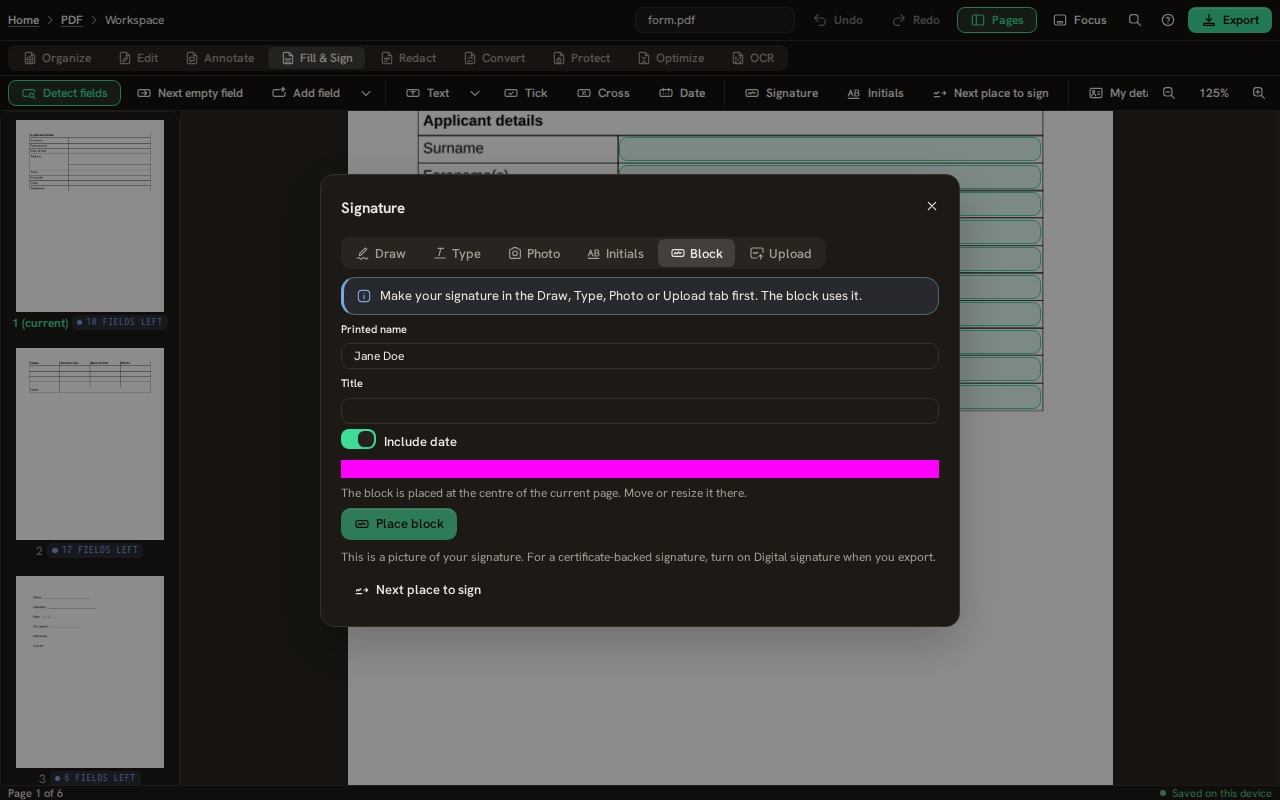 Home > PDF > Workspace
form.pdf
Undo
Redo
Pages
Focus
Export
Organize
Edit
Annotate
Fill & Sign
Redact
Convert
Protect
Optimize
OCR
Detect fields
Next empty field
Add field
Text
Tick
Cross
Date
Signature
Initials
Next place to sign
My deta
125%
Applicant details
Surname
Forename(s)
1 (current)
10 FIELDS LEFT
2
17 FIELDS LEFT
3
6 FIELDS LEFT
Signature
Draw
Type
Photo
Initials
Block
Upload
Make your signature in the Draw, Type, Photo or Upload tab first. The block uses it.
Printed name
Jane Doe
Title
Include date
The block is placed at the centre of the current page. Move or resize it there.
Place block
This is a picture of your signature. For a certificate-backed signature, turn on Digital signature when you export.
Next place to sign
Page 1 of 6
Saved on this device